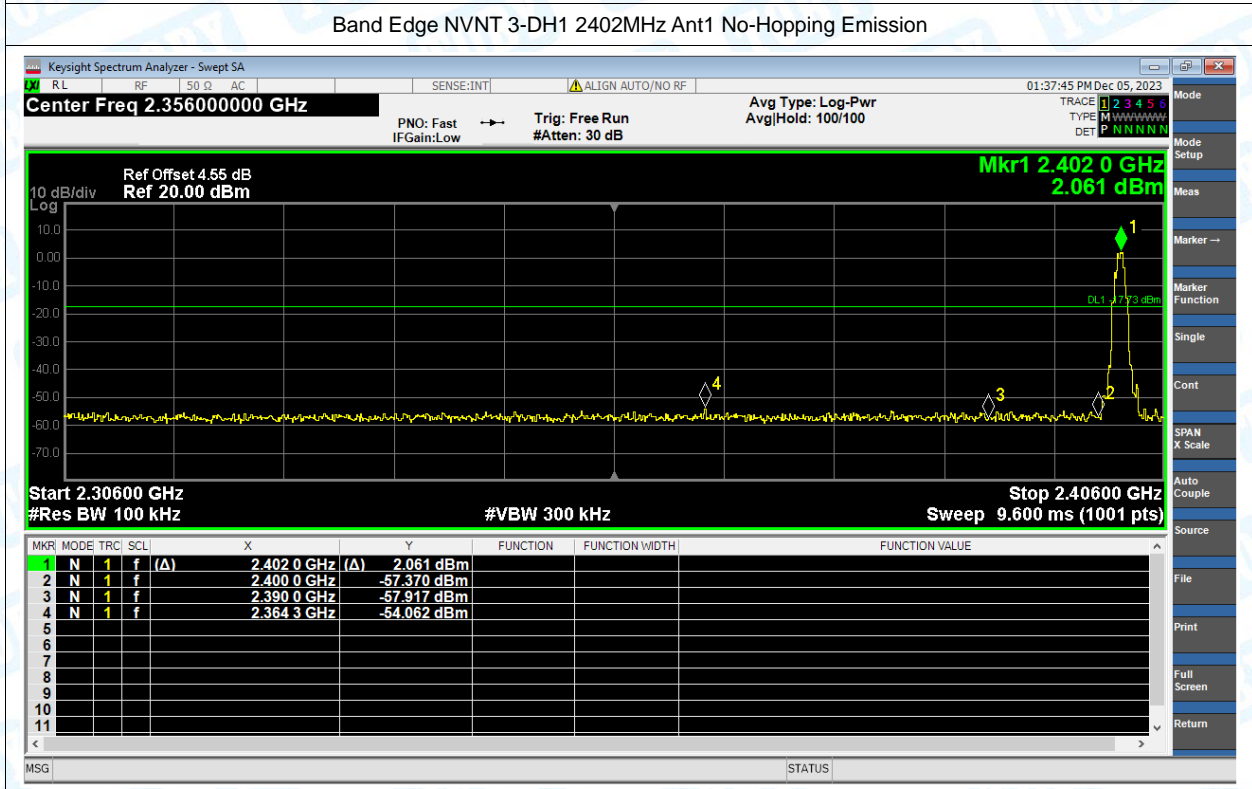 Band Edge NVNT 3-DH1 2402MHz Ant1 No-Hopping Emission
Keysight Spectrum Analyzer - Swept SA
LXI RL RF 50 Ω AC SENSE:INT ALIGN AUTO/NO RF 01:37:45 PM Dec 05, 2023
Center Freq 2.356000000 GHz
PNO: Fast
IFGain:Low
Trig: Free Run
#Atten: 30 dB
Avg Type: Log-Pwr
Avg|Hold: 100/100
TRACE 1 2 3 4 5 6
TYPE M W W W W W
DET P N N N N N
Ref Offset 4.55 dB
10 dB/div Ref 20.00 dBm
Log
Mkr1 2.402 0 GHz
2.061 dBm
10.0
0.00
-10.0
-20.0
-30.0
-40.0
-50.0
-60.0
-70.0
1
DL1 -17.73 dBm
4
3
2
Start 2.30600 GHz Stop 2.40600 GHz
#Res BW 100 kHz #VBW 300 kHz Sweep 9.600 ms (1001 pts)
MKR MODE TRC SCL X Y FUNCTION FUNCTION WIDTH FUNCTION VALUE
1 N 1 f (Δ) 2.402 0 GHz (Δ) 2.061 dBm
2 N 1 f 2.400 0 GHz -57.370 dBm
3 N 1 f 2.390 0 GHz -57.917 dBm
4 N 1 f 2.364 3 GHz -54.062 dBm
5
6
7
8
9
10
11
MSG STATUS
Mode
Mode
Setup
Meas
Marker →
Marker
Function
Single
Cont
SPAN
X Scale
Auto
Couple
Source
File
Print
Full
Screen
Return